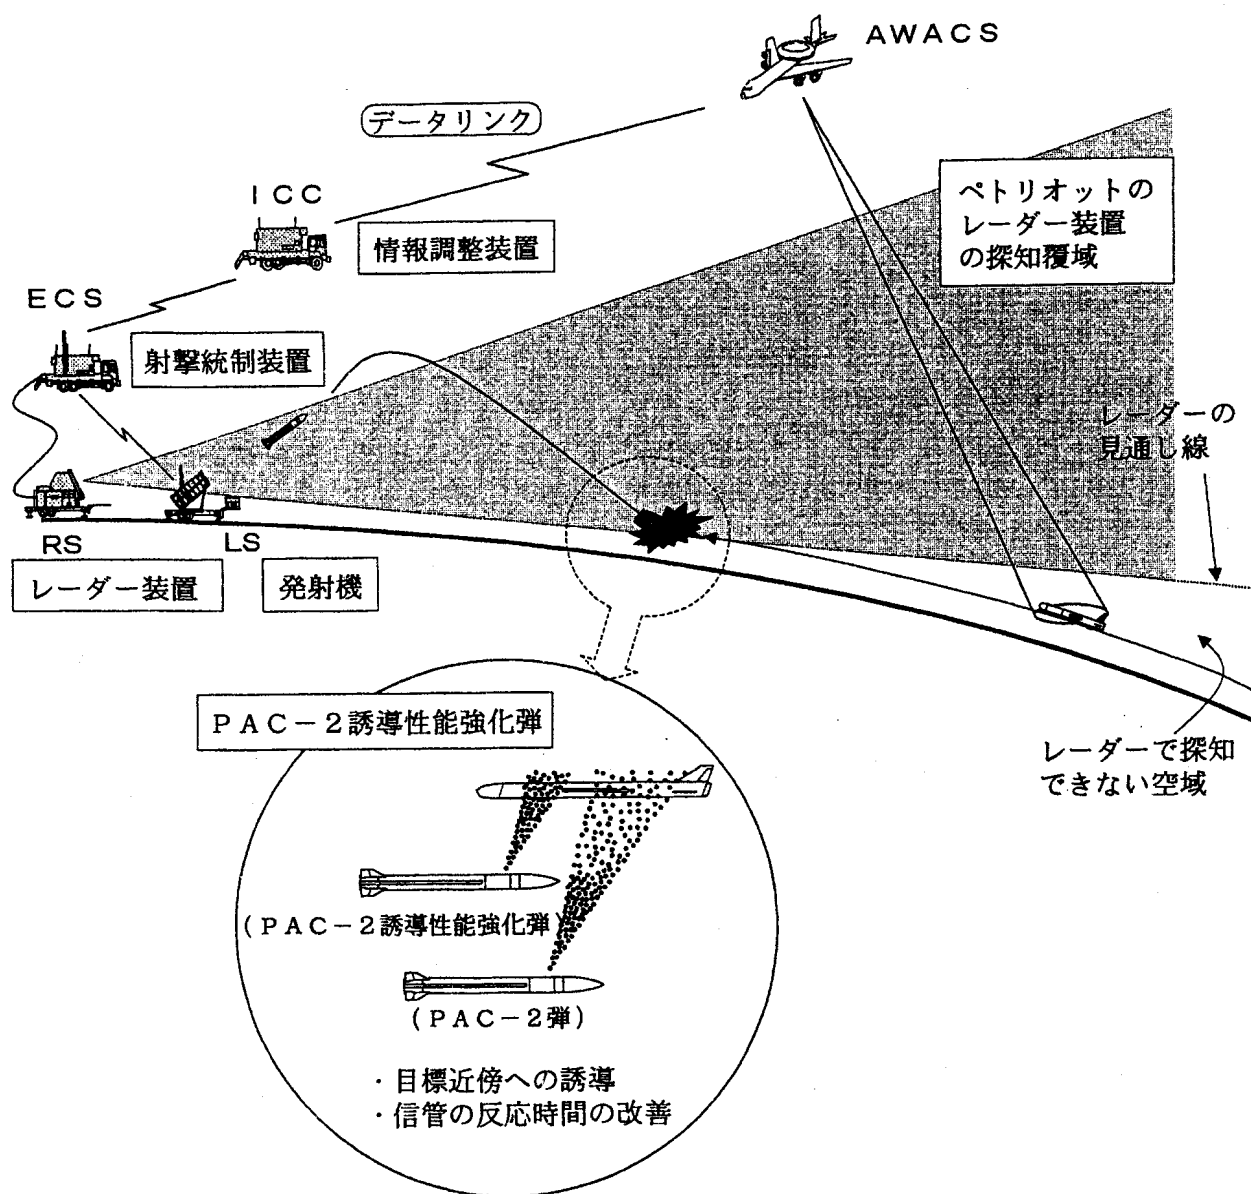 AWACS
データリンク
ICC
情報調整装置
ペトリオットの
レーダー装置
の探知覆域
ECS
射撃統制装置
レーダーの
見通し線
RS
LS
レーダー装置
発射機
PAC-2誘導性能強化弾
レーダーで探知
できない空域
(PAC-2誘導性能強化弾)
(PAC-2弾)
・目標近傍への誘導
・信管の反応時間の改善